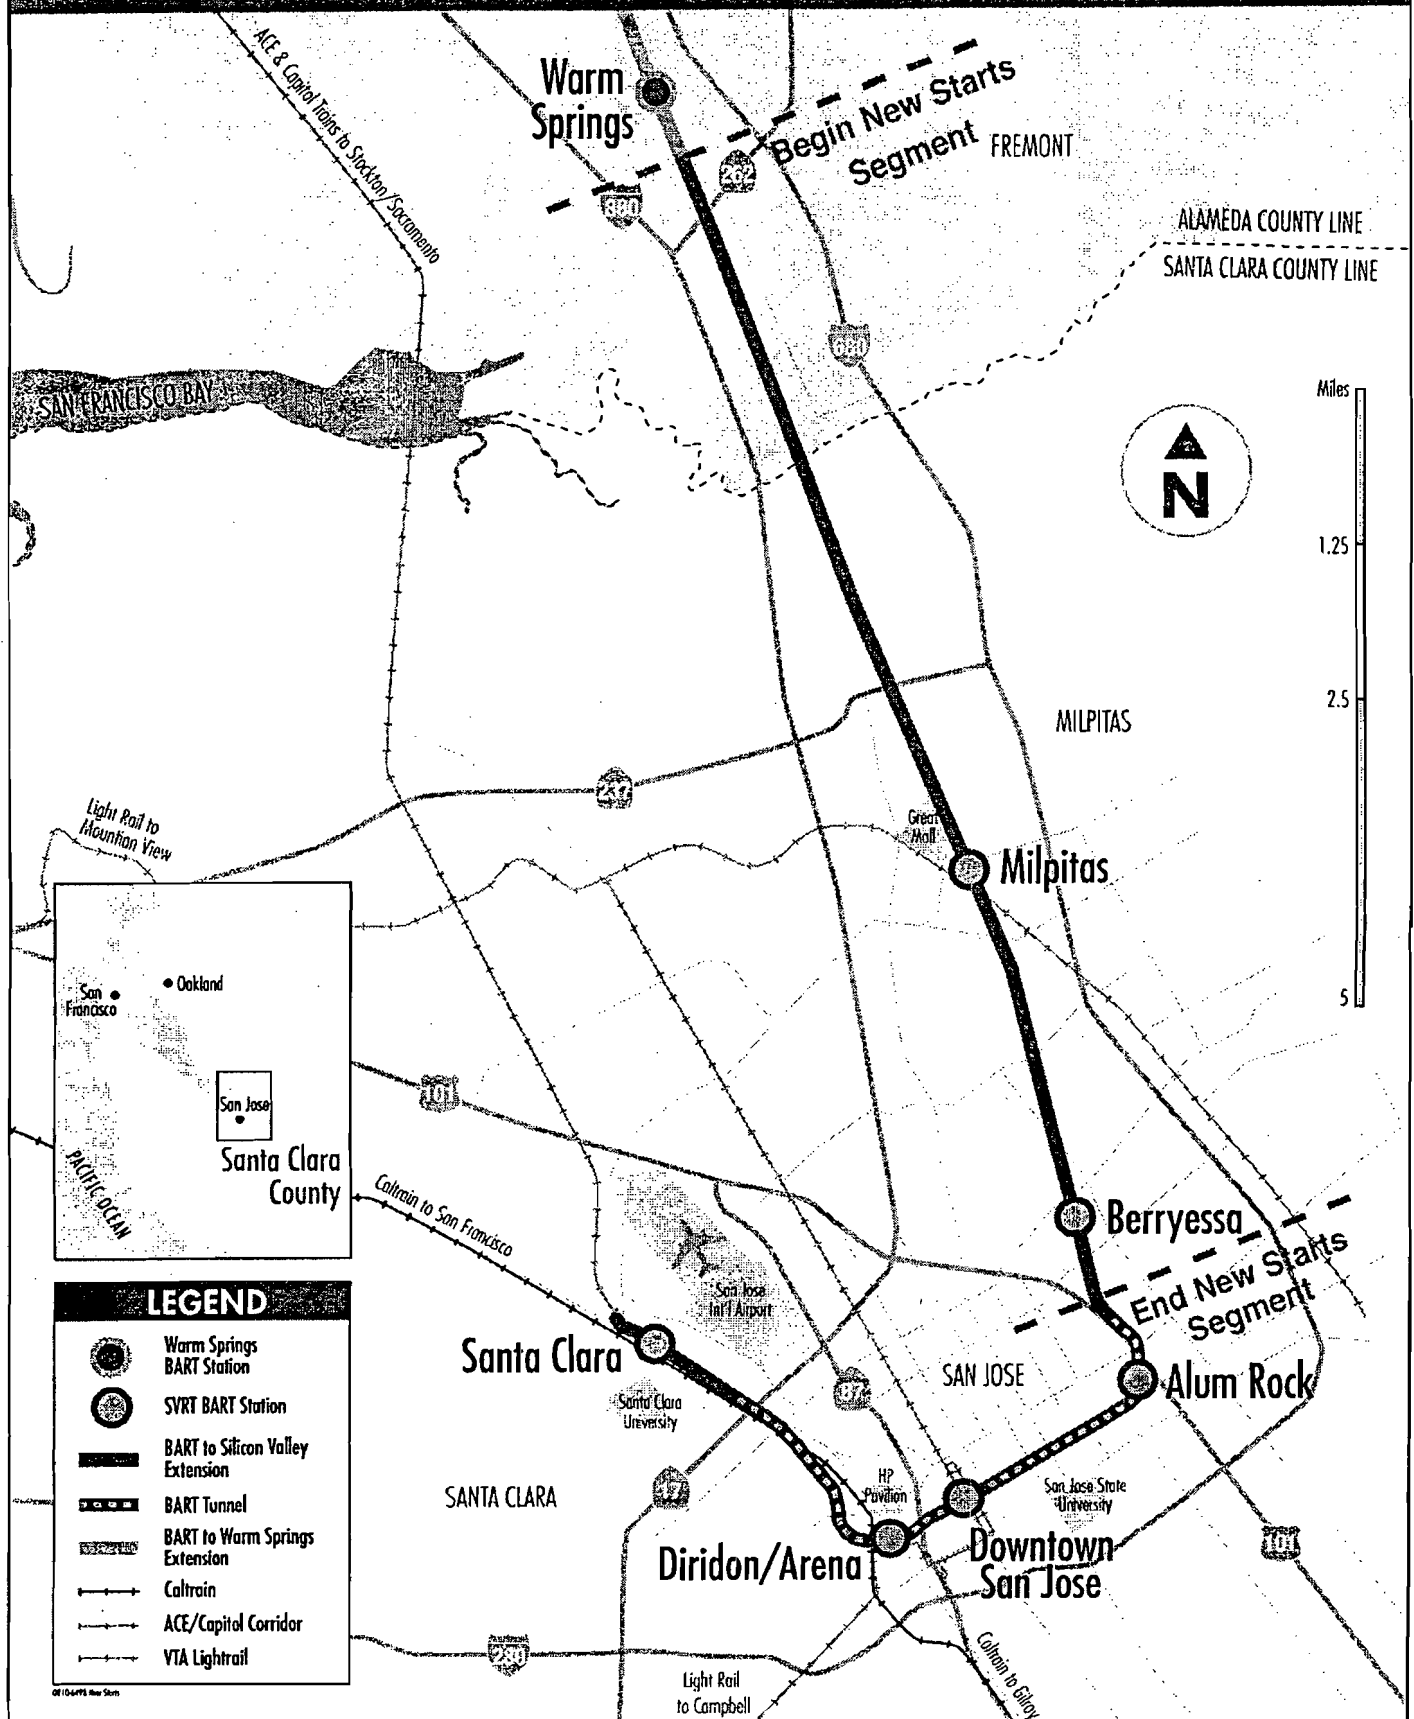 ACE & Capitol Trains to Stockton/Sacramento
Warm
Springs
Begin New Starts
Segment
FREMONT
262
880
ALAMEDA COUNTY LINE
SANTA CLARA COUNTY LINE
680
SAN FRANCISCO BAY
Miles
N
1.25
2.5
5
MILPITAS
237
Light Rail to
Mountian View
Great
Mall
Milpitas
San
Francisco
Oakland
San Jose
Santa Clara
County
PACIFIC OCEAN
101
Caltrain to San Francisco
Berryessa
End New Starts
Segment
San Jose
Int'l Airport
LEGEND
Warm Springs
BART Station
SVRT BART Station
BART to Silicon Valley
Extension
BART Tunnel
BART to Warm Springs
Extension
Caltrain
ACE/Capitol Corridor
VTA Lightrail
Santa Clara
Santa Clara
University
87
SAN JOSE
Alum Rock
SANTA CLARA
HP
Pavilion
San Jose State
University
Diridon/Arena
Downtown
San Jose
101
280
Light Rail
to Campbell
Caltrain to Gilroy